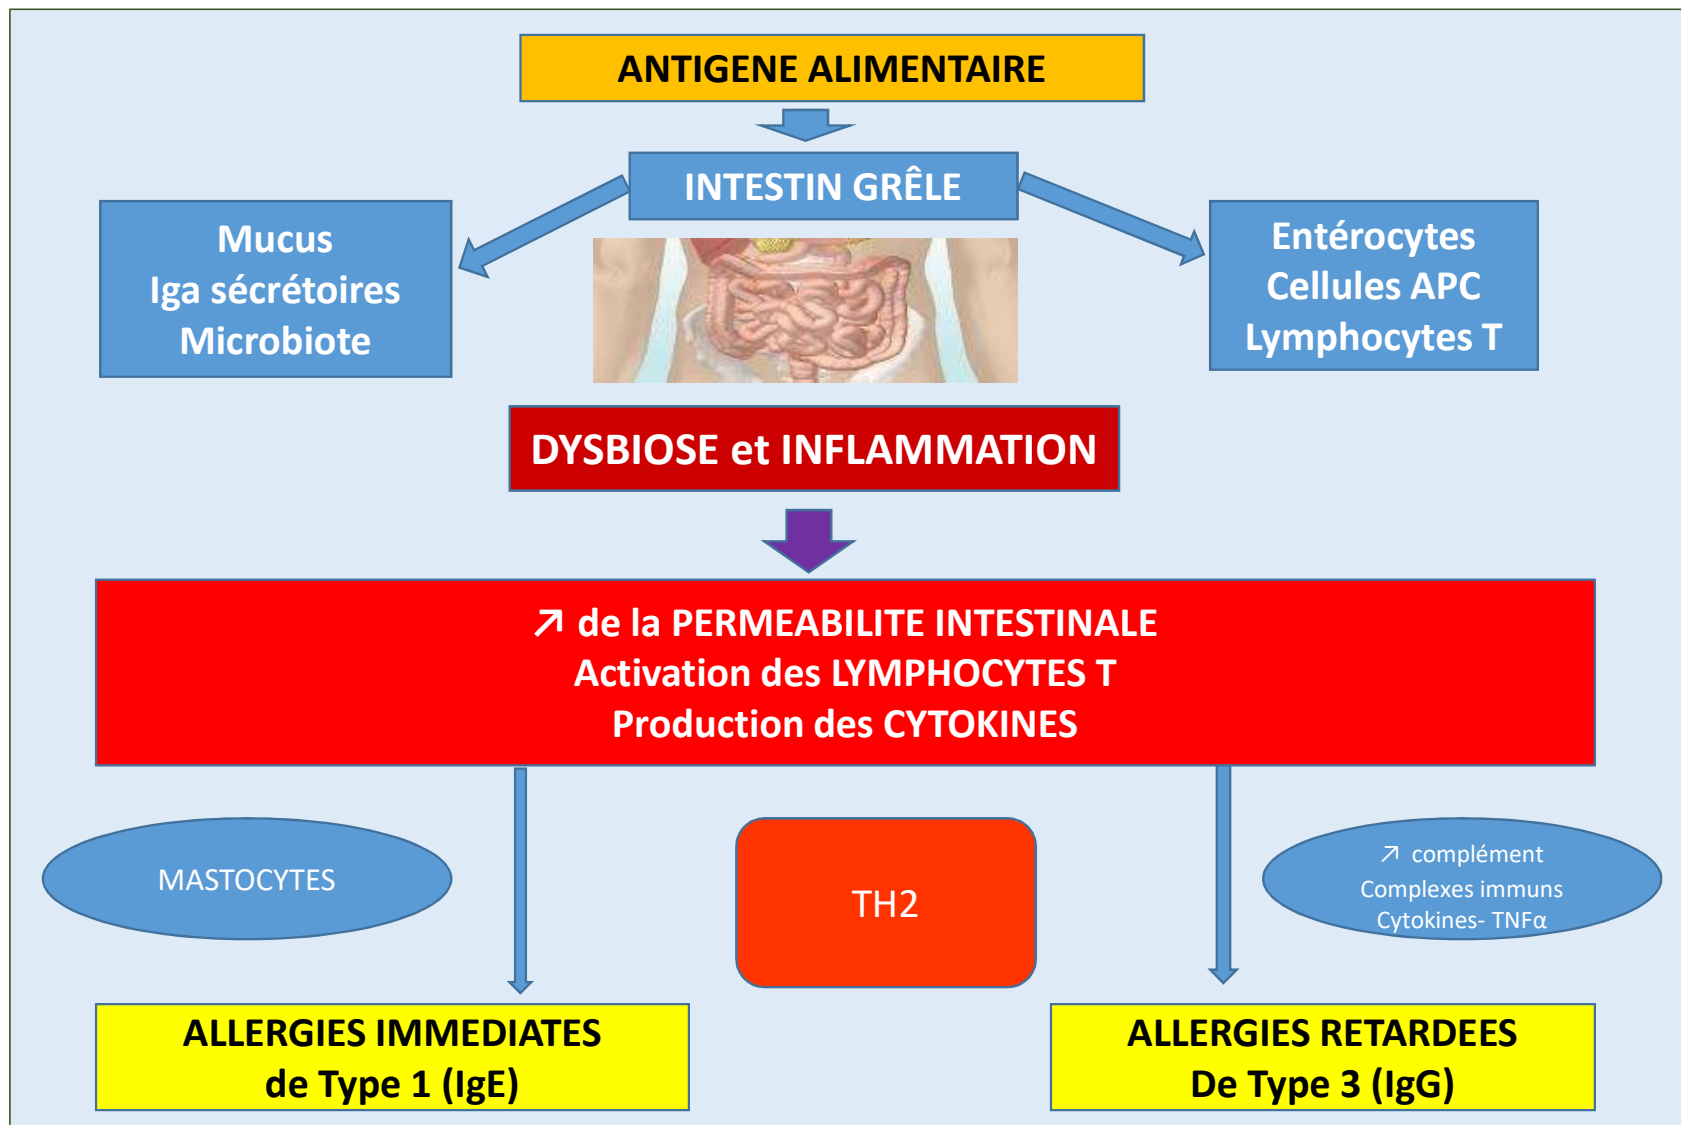 ANTIGENE ALIMENTAIRE
INTESTIN GRÊLE
Mucus
Iga sécrétoires
Microbiote
Entérocytes
Cellules APC
Lymphocytes T
DYSBIOSE et INFLAMMATION
↗ de la PERMEABILITE INTESTINALE
Activation des LYMPHOCYTES T
Production des CYTOKINES
MASTOCYTES
TH2
↗ complément
Complexes immuns
Cytokines- TNFα
ALLERGIES IMMEDIATES
de Type 1 (IgE)
ALLERGIES RETARDEES
De Type 3 (IgG)